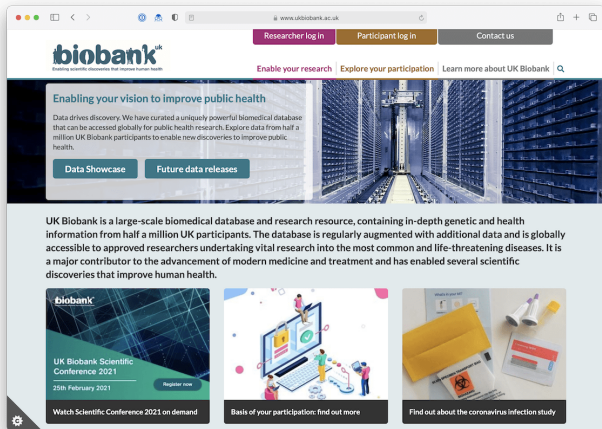 www.ukbiobank.ac.uk
Researcher log in
Participant log in
Contact us
biobank uk
Enabling scientific discoveries that improve human health
Enable your research
Explore your participation
Learn more about UK Biobank
Enabling your vision to improve public health
Data drives discovery. We have curated a uniquely powerful biomedical database
that can be accessed globally for public health research. Explore data from half a
million UK Biobank participants to enable new discoveries to improve public
health.
Data Showcase
Future data releases
UK Biobank is a large-scale biomedical database and research resource, containing in-depth genetic and health
information from half a million UK participants. The database is regularly augmented with additional data and is globally
accessible to approved researchers undertaking vital research into the most common and life-threatening diseases. It is
a major contributor to the advancement of modern medicine and treatment and has enabled several scientific
discoveries that improve human health.
biobank
UK Biobank Scientific
Conference 2021
25th February 2021
Register now
Watch Scientific Conference 2021 on demand
Basis of your participation: find out more
Find out about the coronavirus infection study